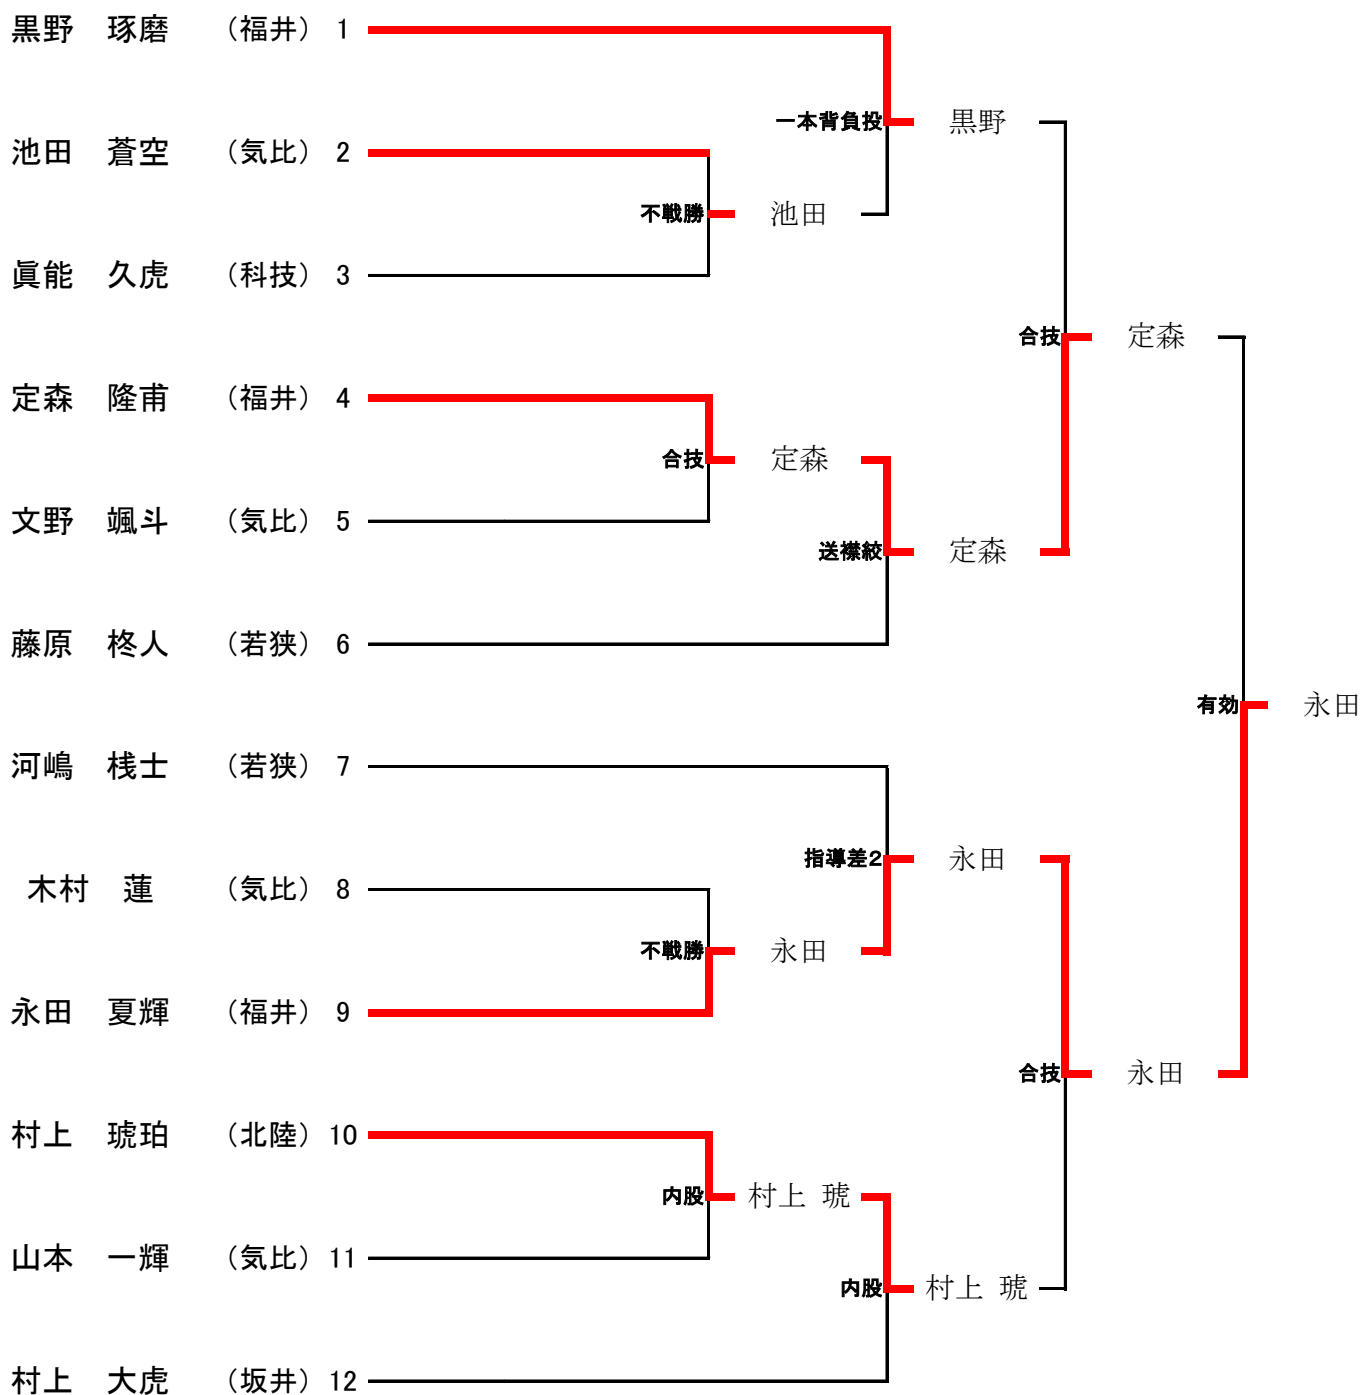 黒野　琢磨　（福井） 1
一本背負投　黒野
池田　蒼空　（気比） 2
不戦勝　池田
眞能　久虎　（科技） 3
合技　定森
定森　隆甫　（福井） 4
合技　定森
文野　颯斗　（気比） 5
送襟絞　定森
藤原　柊人　（若狭） 6
有効　永田
河嶋　桟士　（若狭） 7
指導差2　永田
木村　蓮　（気比） 8
不戦勝　永田
永田　夏輝　（福井） 9
合技　永田
村上　琥珀　（北陸） 10
内股　村上 琥
山本　一輝　（気比） 11
内股　村上 琥
村上　大虎　（坂井） 12